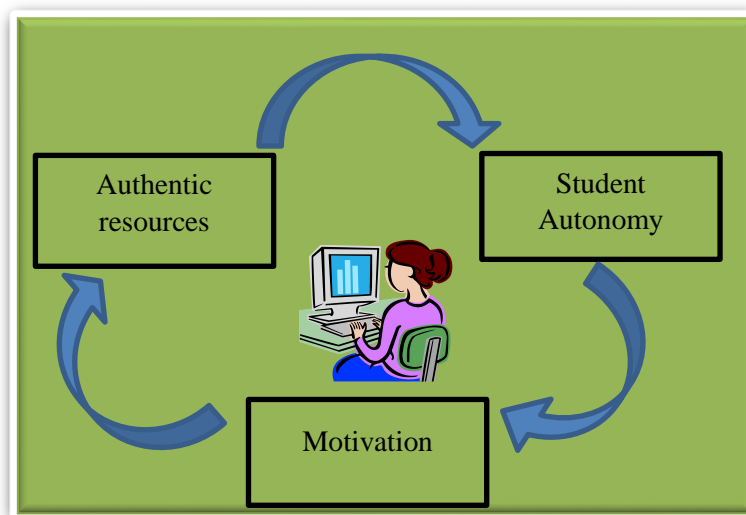 Authentic
resources
Student
Autonomy
Motivation